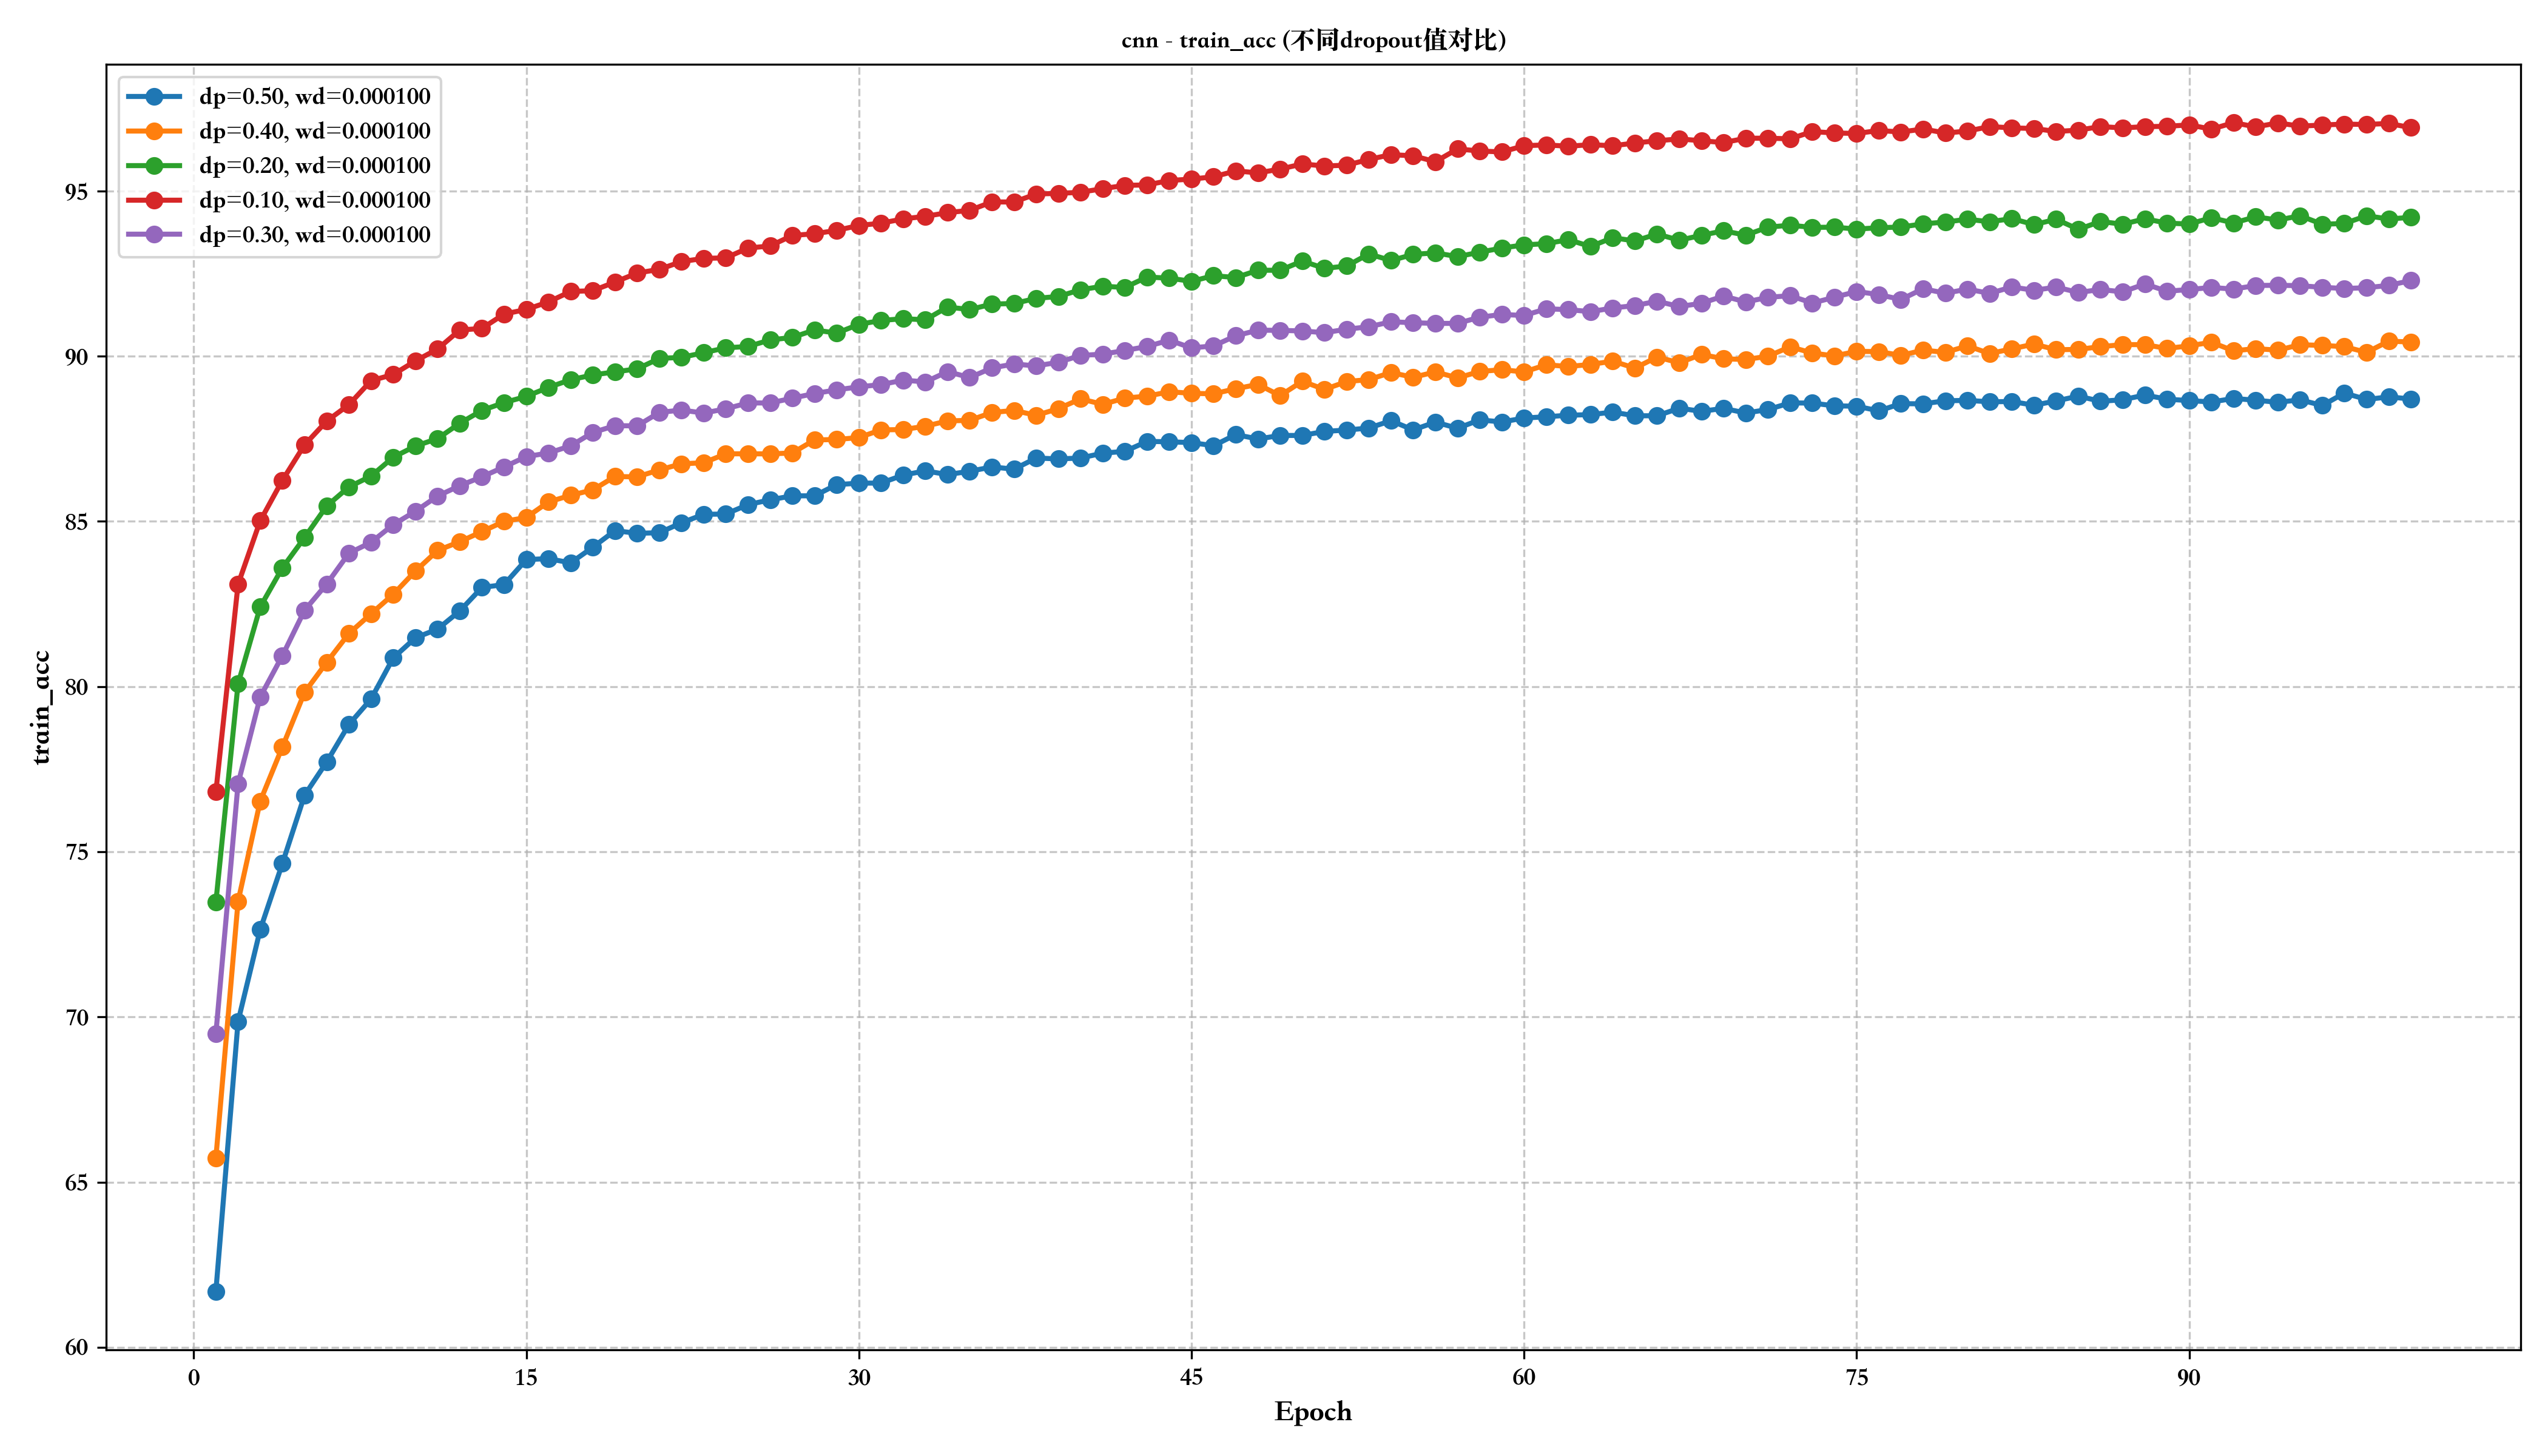 cnn - train_acc (不同dropout值对比)
dp=0.50, wd=0.000100
dp=0.40, wd=0.000100
dp=0.20, wd=0.000100
dp=0.10, wd=0.000100
dp=0.30, wd=0.000100
95
90
85
80
75
70
65
60
train_acc
0 15 30 45 60 75 90
Epoch